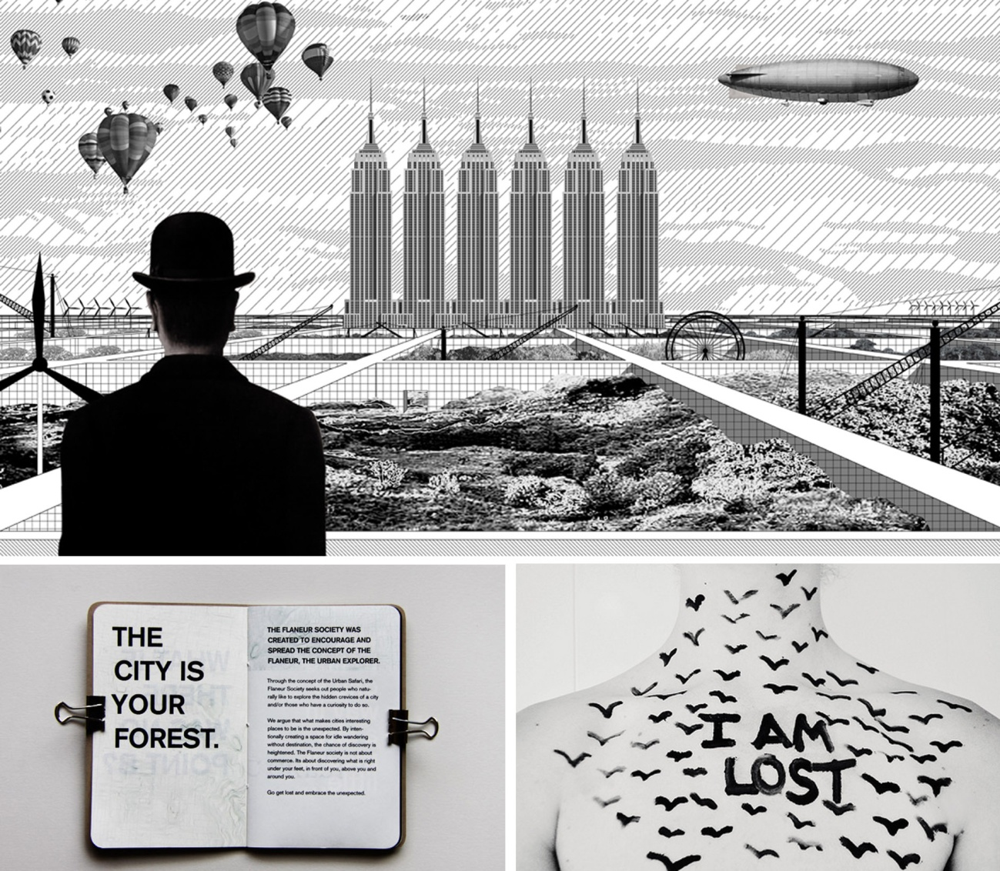 THE
CITY IS
YOUR
FOREST.
THE FLANEUR SOCIETY WAS
CREATED TO ENCOURAGE AND
SPREAD THE CONCEPT OF THE
FLANEUR, THE URBAN EXPLORER.
Through the concept of the Urban Safari, the
Flaneur Society seeks out people who natu-
rally like to explore the hidden crevices of a city
and/or those who have a curiosity to do so.
We argue that what makes cities interesting
places to be is the unexpected. By inten-
tionally creating a space for idle wandering
without destination, the chance of discovery is
heightened. The Flaneur society is not about
commerce. Its about discovering what is right
under your feet, in front of you, above you and
around you.
Go get lost and embrace the unexpected.
I AM
LOST